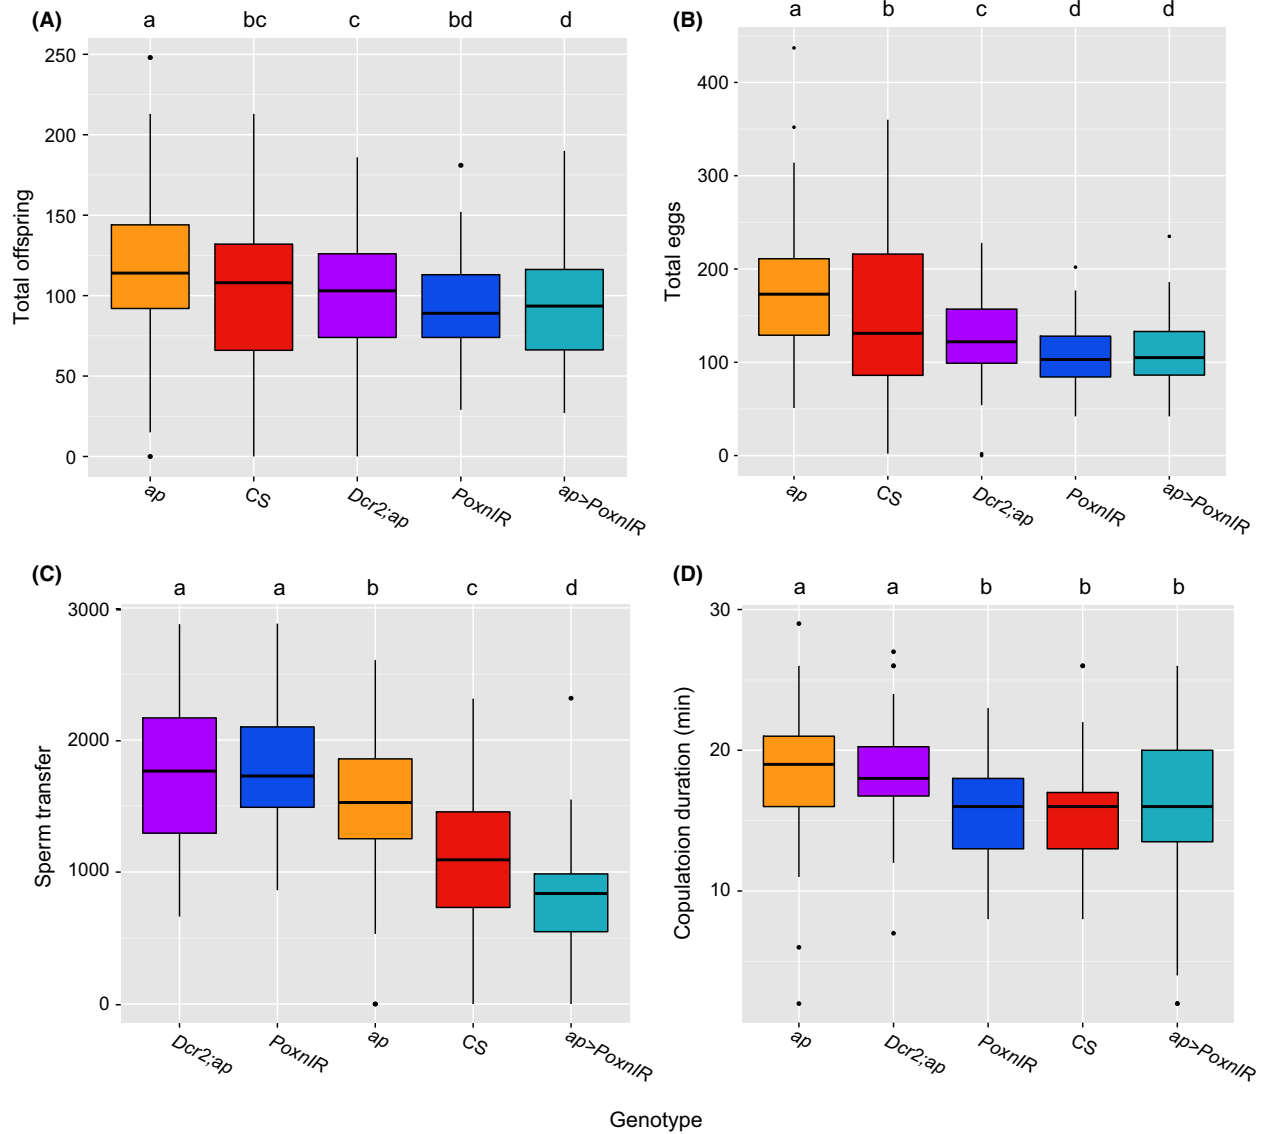 (A) a bc c bd d
250
200
150
100
50
0
Total offspring
ap CS Dcr2;ap PoxnIR ap>PoxnIR
(B) a b c d d
400
300
200
100
0
Total eggs
ap CS Dcr2;ap PoxnIR ap>PoxnIR
(C) a a b c d
3000
2000
1000
0
Sperm transfer
Dcr2;ap PoxnIR ap CS ap>PoxnIR
(D) a a b b b
30
20
10
Copulatoion duration (min)
ap Dcr2;ap PoxnIR CS ap>PoxnIR
Genotype